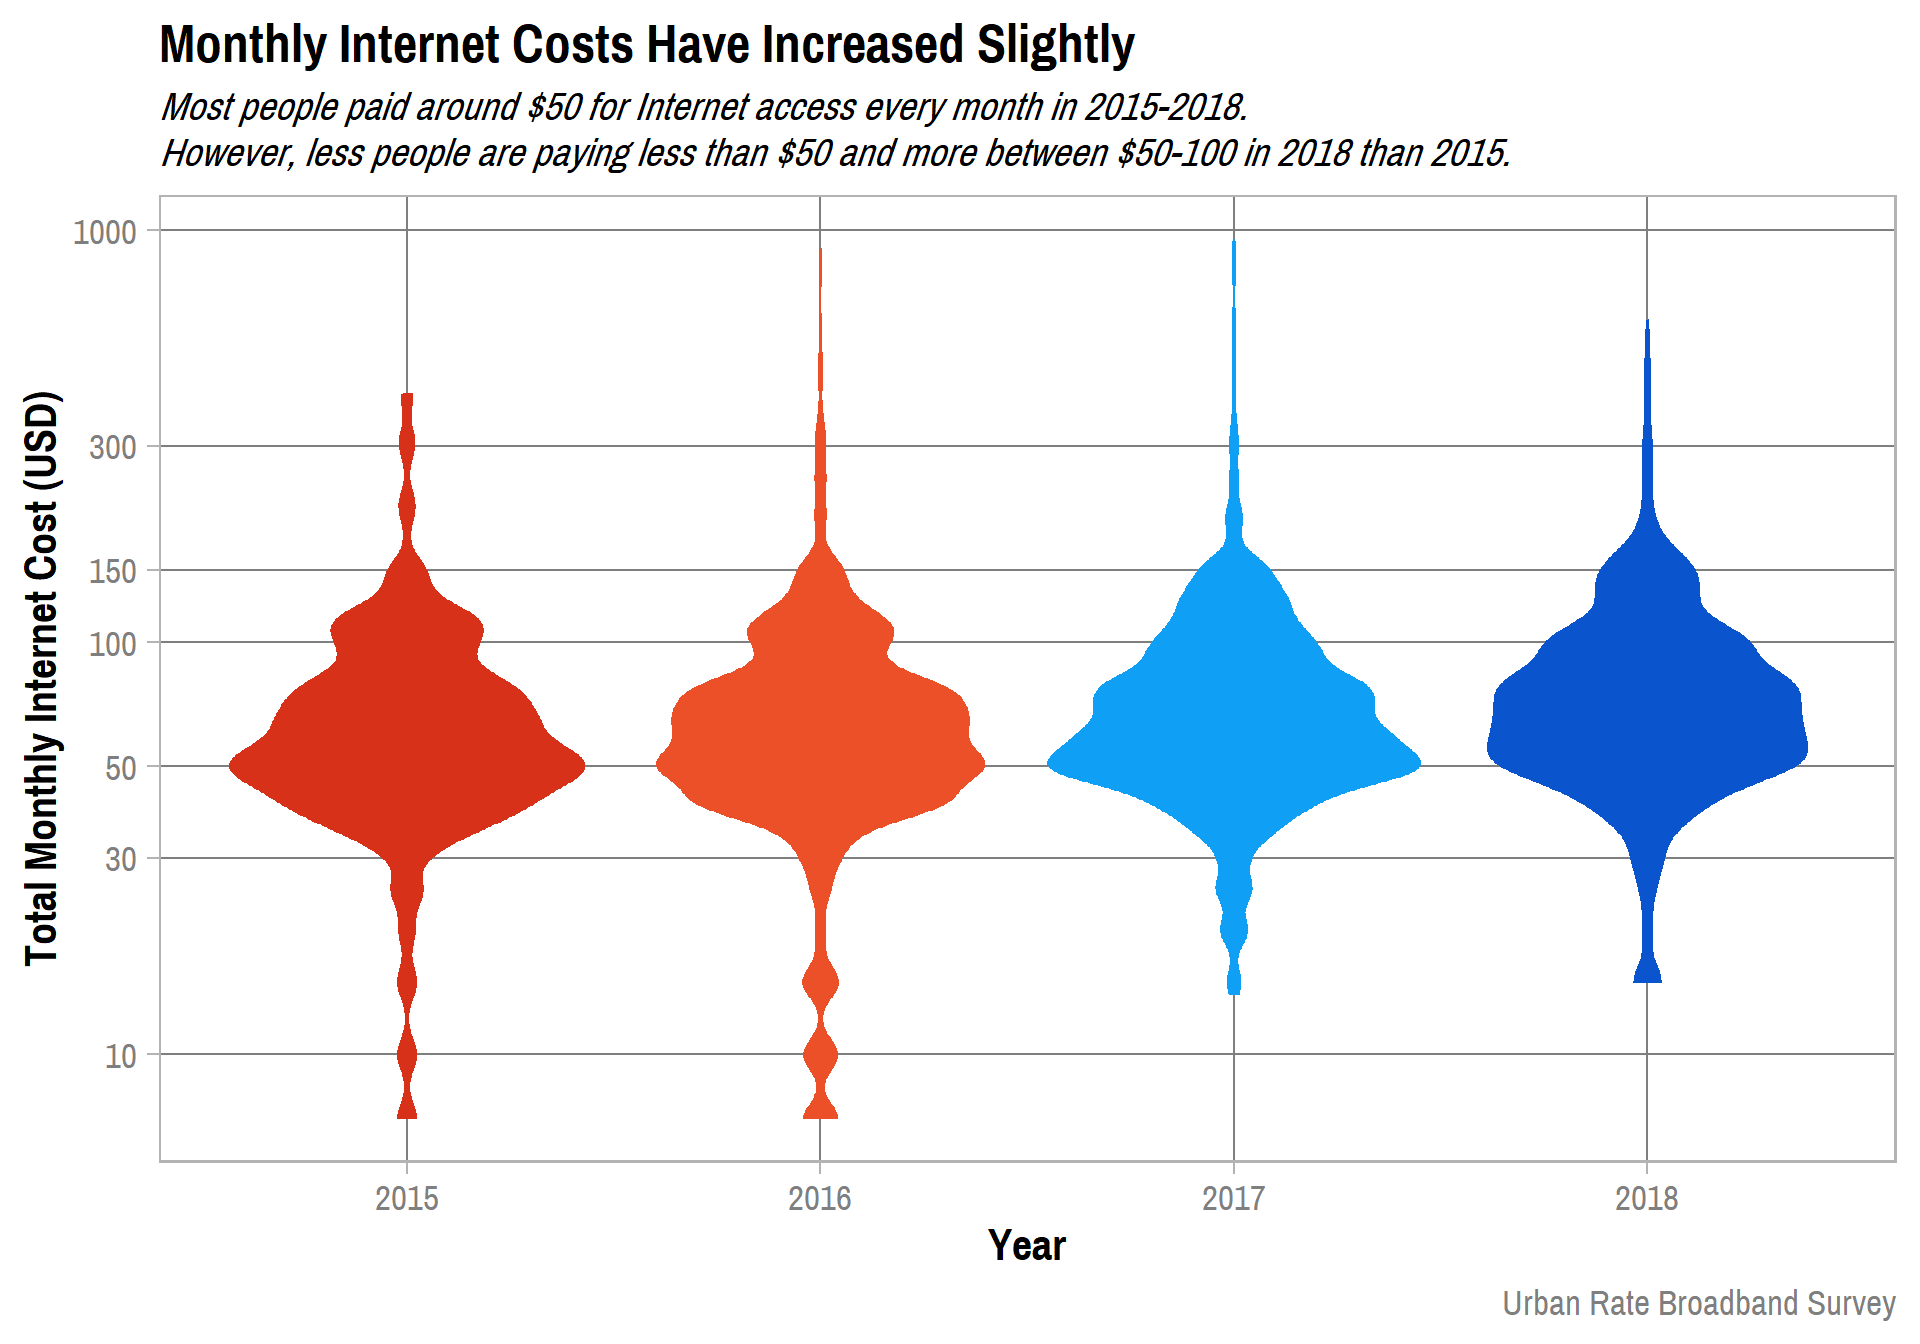 Monthly Internet Costs Have Increased Slightly
Most people paid around $50 for Internet access every month in 2015-2018.
However, less people are paying less than $50 and more between $50-100 in 2018 than 2015.
Total Monthly Internet Cost (USD)
1000
300
150
100
50
30
10
2015
2016
2017
2018
Year
Urban Rate Broadband Survey